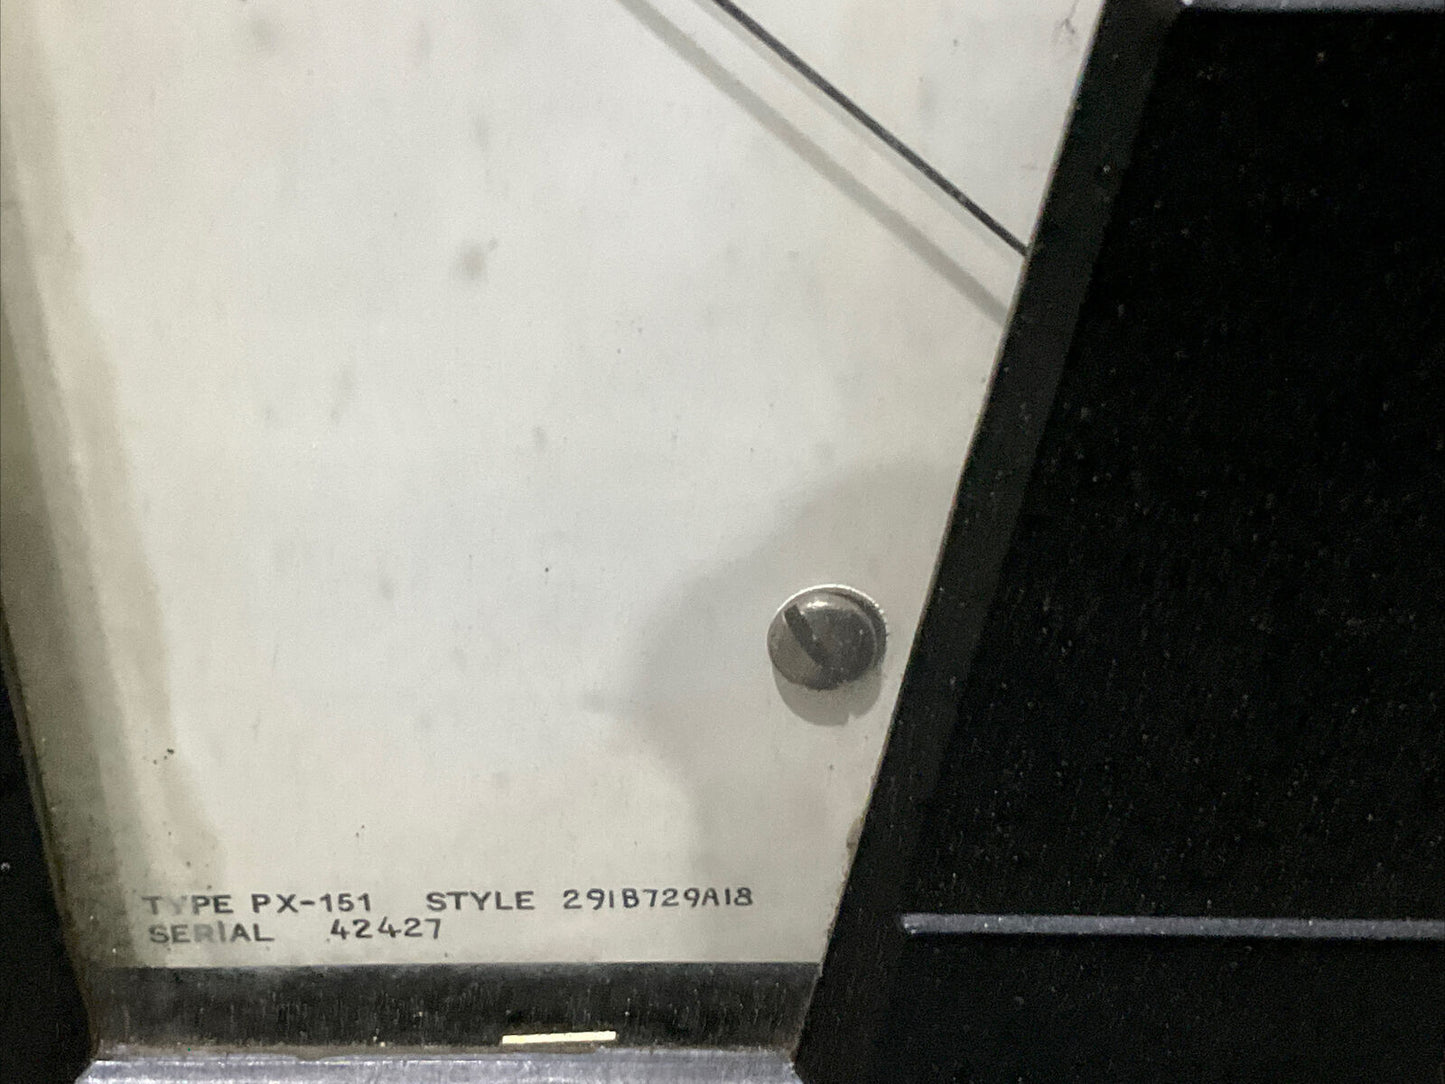 TYPE PX-151 STYLE 291B729A18
SERIAL 42427